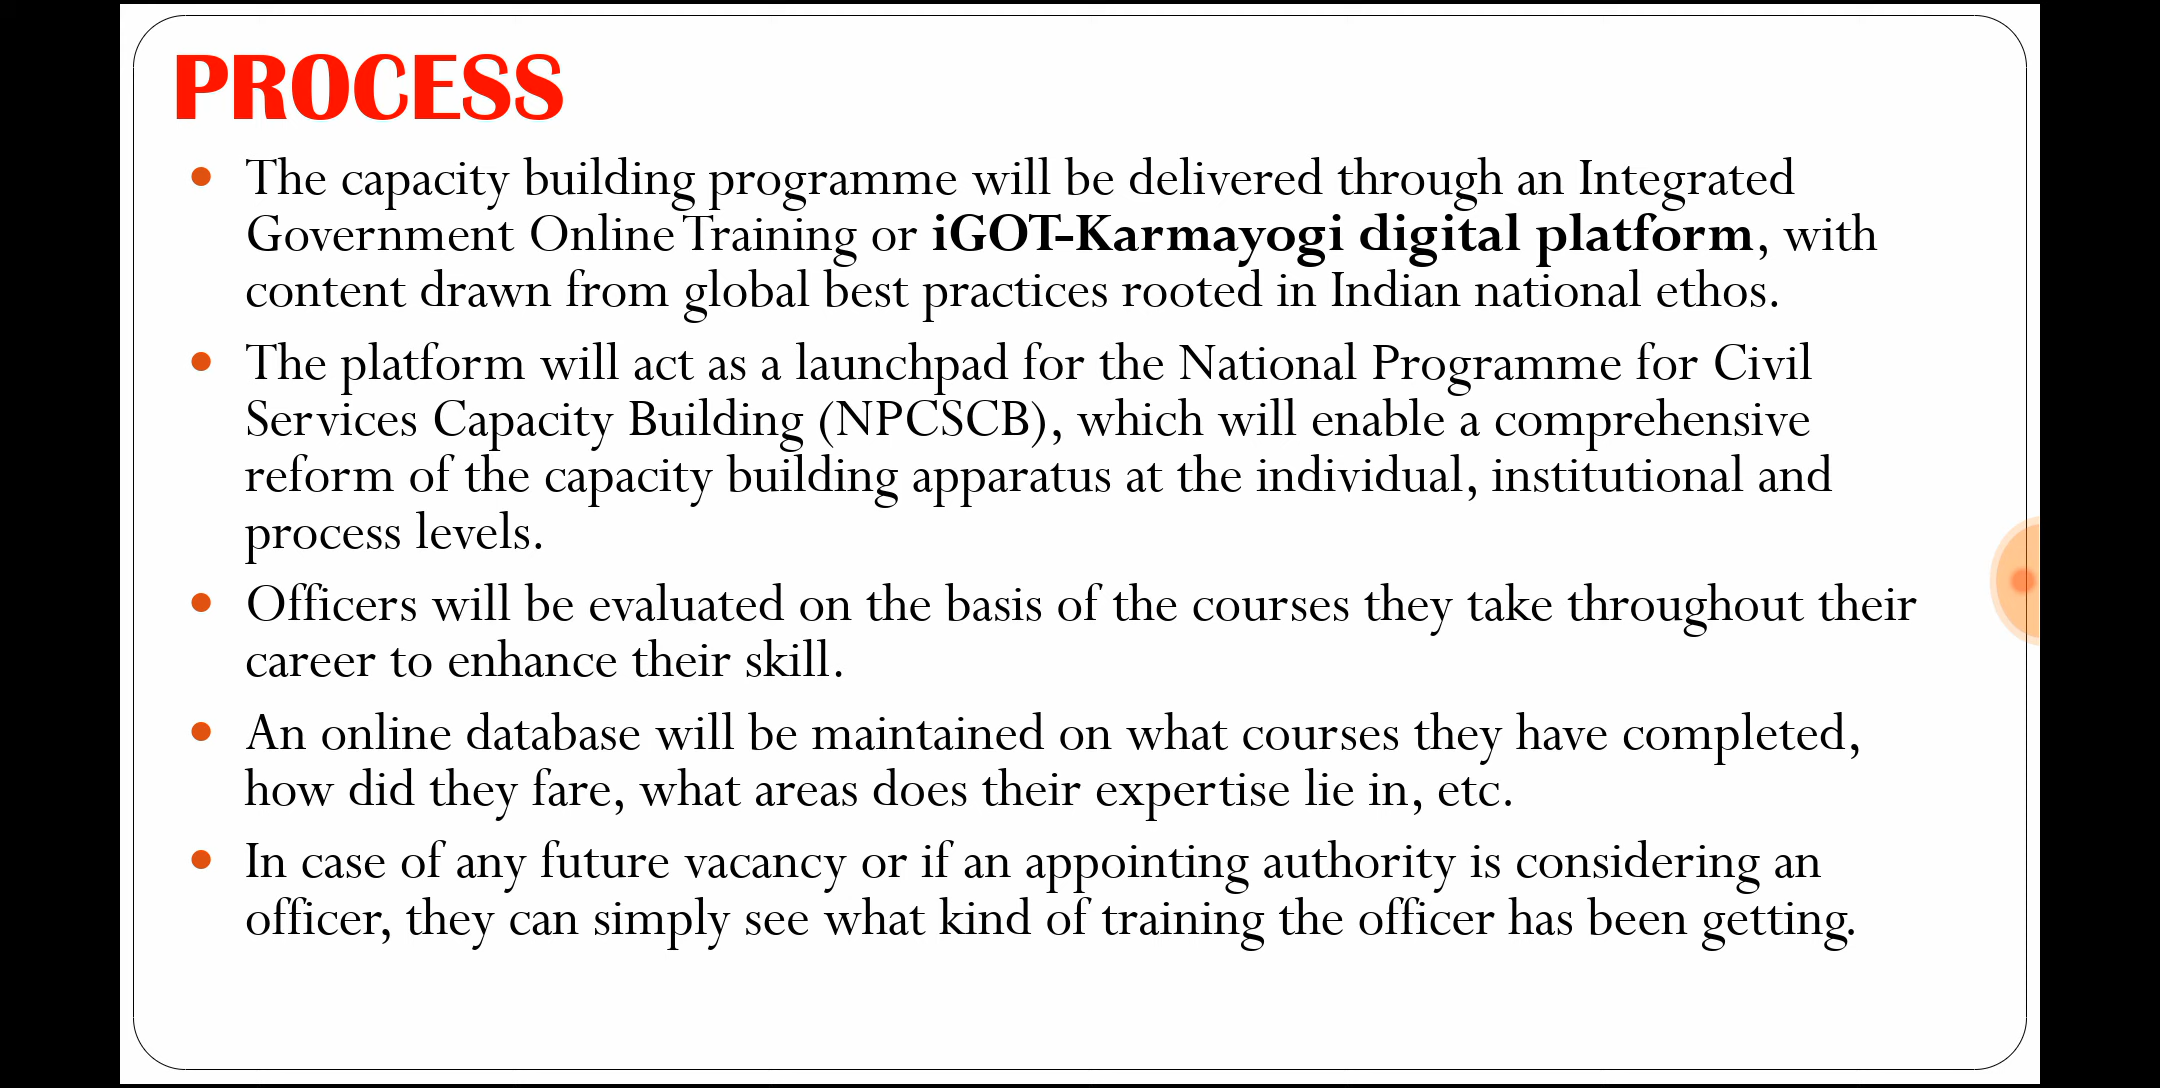 PROCESS
The capacity building programme will be delivered through an Integrated
Government Online Training or iGOT-Karmayogi digital platform, with
content drawn from global best practices rooted in Indian national ethos.
The platform will act as a launchpad for the National Programme for Civil
Services Capacity Building (NPCSCB), which will enable a comprehensive
reform of the capacity building apparatus at the individual, institutional and
process levels.
Officers will be evaluated on the basis of the courses they take throughout their
career to enhance their skill.
An online database will be maintained on what courses they have completed,
how did they fare, what areas does their expertise lie in, etc.
In case of any future vacancy or if an appointing authority is considering an
officer, they can simply see what kind of training the officer has been getting.